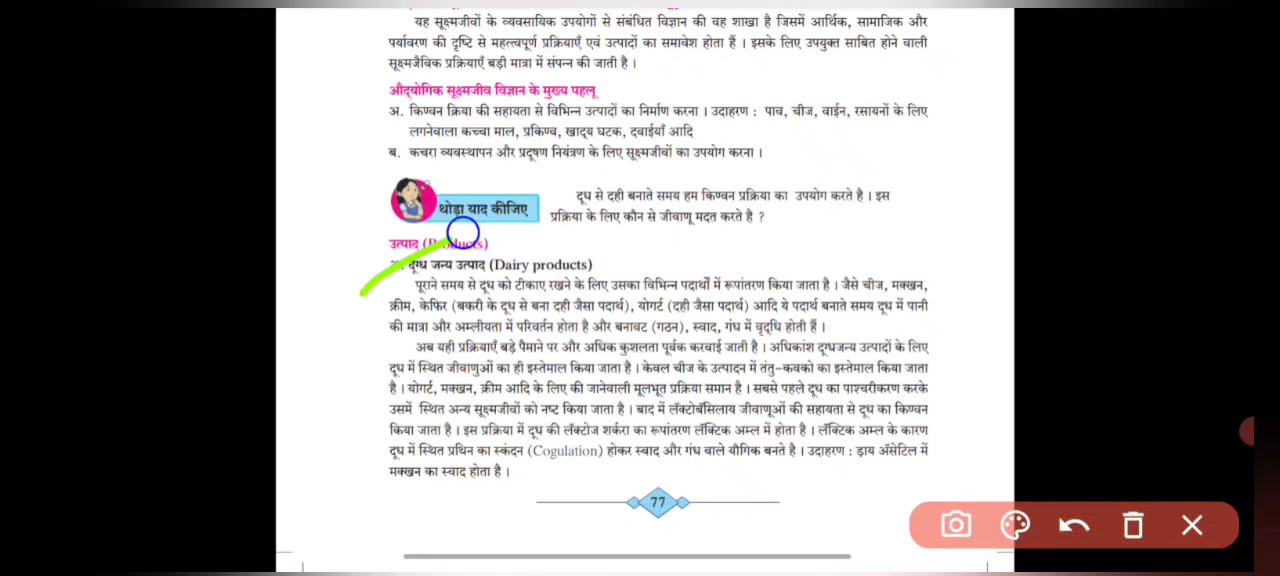 यह सूक्ष्मजीवों के व्यवसायिक उपयोगों से संबंधित विज्ञान की वह शाखा है जिसमें आर्थिक, सामाजिक और
पर्यावरण की दृष्टि से महत्त्वपूर्ण प्रक्रियाएँ एवं उत्पादों का समावेश होता हैं । इसके लिए उपयुक्त साबित होने वाली
सूक्ष्मजैविक प्रक्रियाएँ बड़ी मात्रा में संपन्न की जाती है ।
औद्योगिक सूक्ष्मजीव विज्ञान के मुख्य पहलू
अ. किण्वन क्रिया की सहायता से विभिन्न उत्पादों का निर्माण करना । उदाहरण : पाव, चीज, वाईन, रसायनों के लिए
लगनेवाला कच्चा माल, प्रकिण्व, खाद्य घटक, दवाईयाँ आदि
ब. कचरा व्यवस्थापन और प्रदूषण नियंत्रण के लिए सूक्ष्मजीवों का उपयोग करना ।
थोड़ा याद कीजिए
दूध से दही बनाते समय हम किण्वन प्रक्रिया का उपयोग करते है । इस
प्रक्रिया के लिए कौन से जीवाणू मदत करते है ?
उत्पाद (Products)
दूग्ध जन्य उत्पाद (Dairy products)
पूराने समय से दूध को टीकाए रखने के लिए उसका विभिन्न पदार्थों में रूपांतरण किया जाता है । जैसे चीज, मक्खन,
क्रीम, केफिर (बकरी के दूध से बना दही जैसा पदार्थ), योगर्ट (दही जैसा पदार्थ) आदि ये पदार्थ बनाते समय दूध में पानी
की मात्रा और अम्लीयता में परिवर्तन होता है और बनावट (गठन), स्वाद, गंध में वृद्धि होती हैं ।
अब यही प्रक्रियाएँ बड़े पैमाने पर और अधिक कुशलता पूर्वक करवाई जाती है । अधिकांश दूग्धजन्य उत्पादों के लिए
दूध में स्थित जीवाणुओं का ही इस्तेमाल किया जाता है । केवल चीज के उत्पादन में तंतु-कवको का इस्तेमाल किया जाता
है । योगर्ट, मक्खन, क्रीम आदि के लिए की जानेवाली मूलभूत प्रक्रिया समान है । सबसे पहले दूध का पाश्चरीकरण करके
उसमें स्थित अन्य सूक्ष्मजीवों को नष्ट किया जाता है । बाद में लॅक्टोबॅसिलाय जीवाणूओं की सहायता से दूध का किण्वन
किया जाता है । इस प्रक्रिया में दूध की लॅक्टोज शर्करा का रूपांतरण लॅक्टिक अम्ल में होता है । लॅक्टिक अम्ल के कारण
दूध में स्थित प्रथिन का स्कंदन (Cogulation) होकर स्वाद और गंध वाले यौगिक बनते है । उदाहरण : ड़ाय ॲसेटिल में
मक्खन का स्वाद होता है ।
77